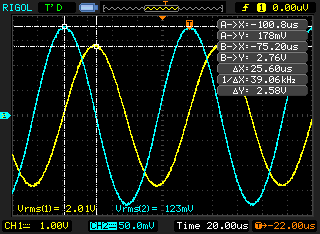 RIGOL T'D f 1 0.00uV
A->X:-100.8us
A->Y: 178mV
B->X:-75.20us
B->Y: 2.76V
ΔX: 25.60us
1/ΔX:39.06kHz
ΔY: 2.58V
T
1
Vrms(1)= 2.01V Vrms(2)= 123mV
CH1= 1.00V CH2= 50.0mV Time 20.00us T→-22.00us